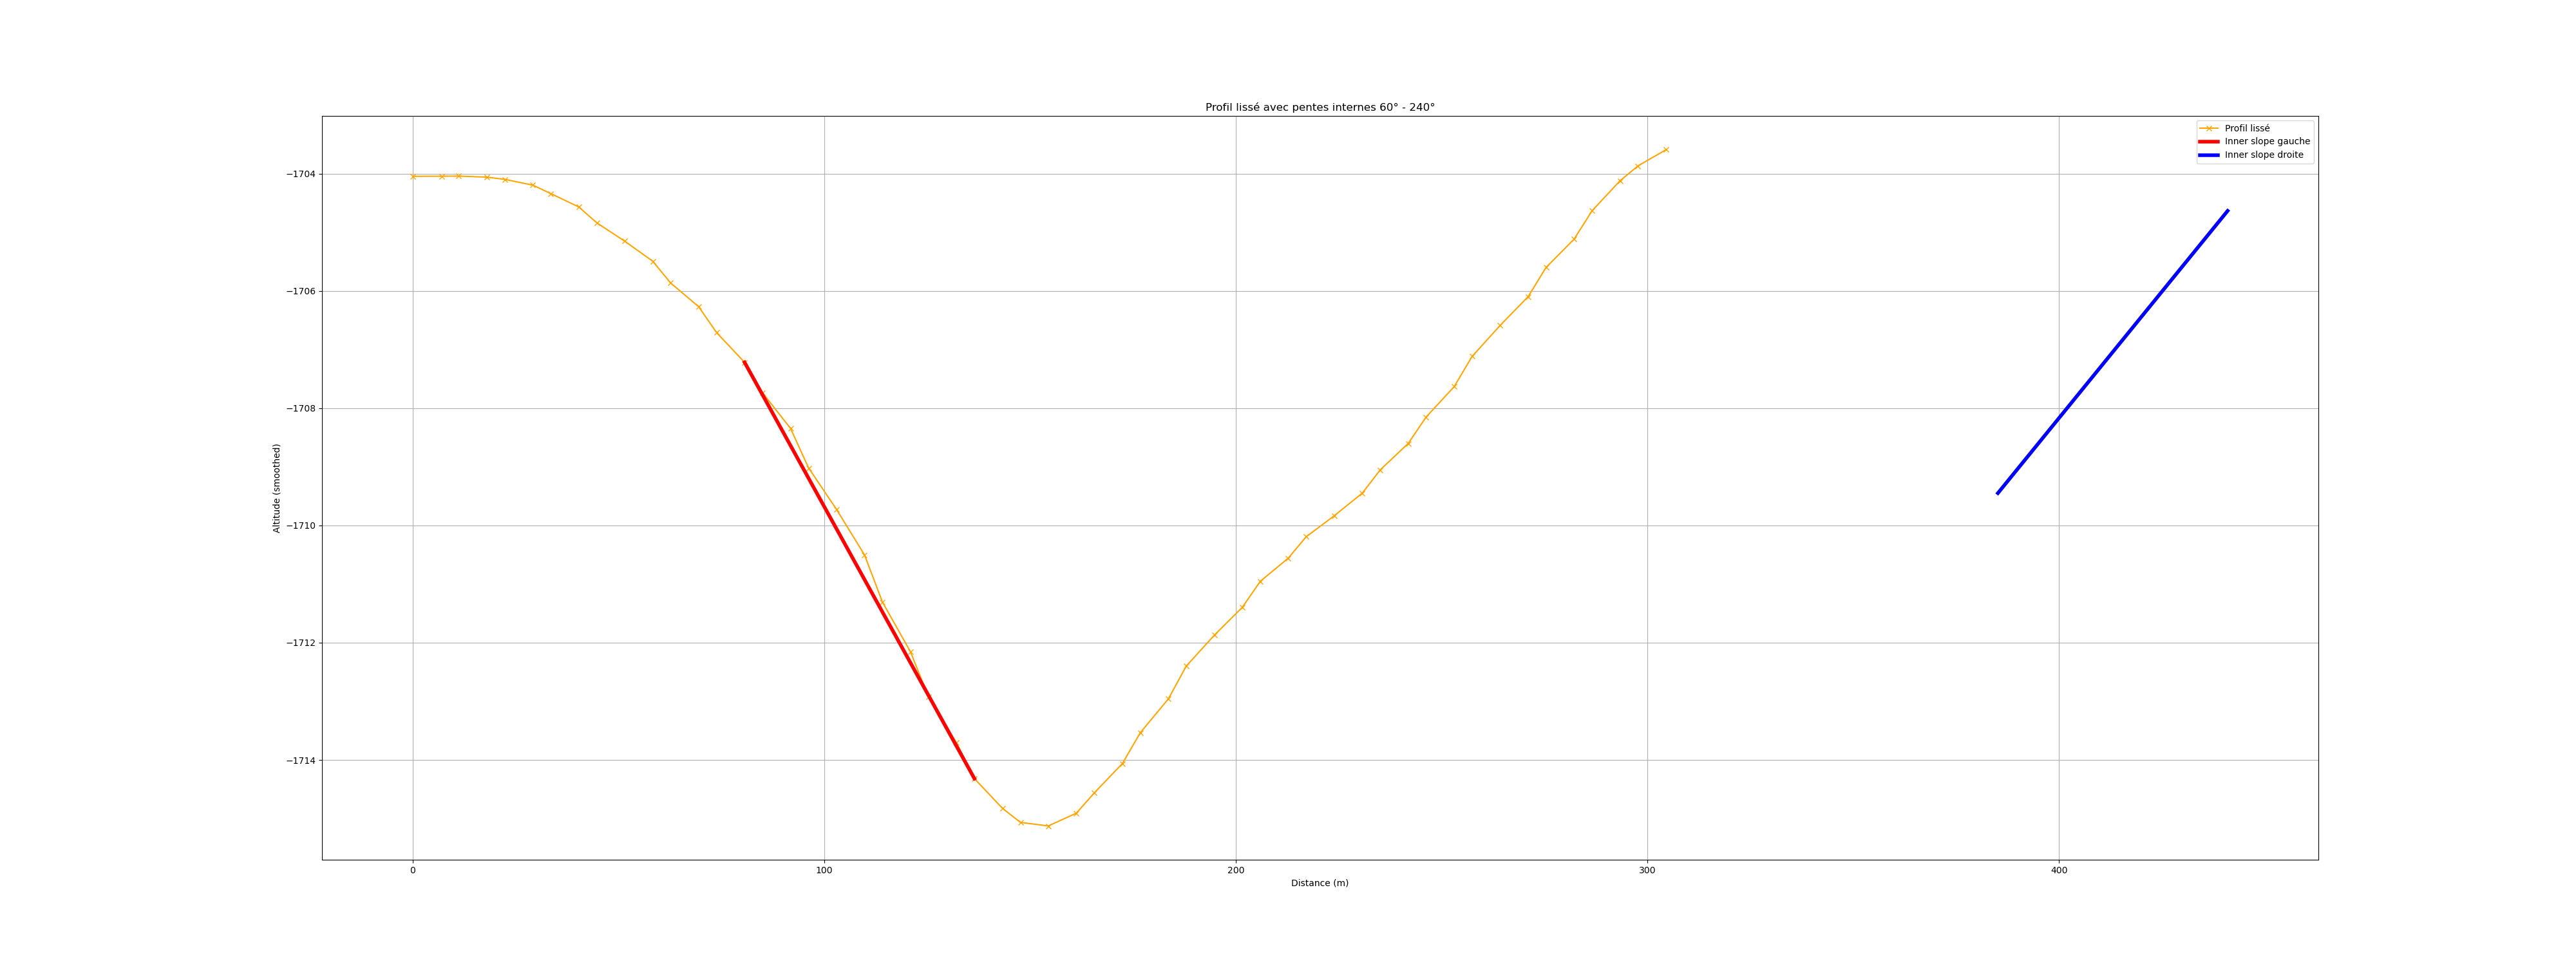 Profil lissé avec pentes internes 60° - 240°
Profil lissé
Inner slope gauche
Inner slope droite
−1704
−1706
−1708
−1710
−1712
−1714
Altitude (smoothed)
0
100
200
300
400
Distance (m)